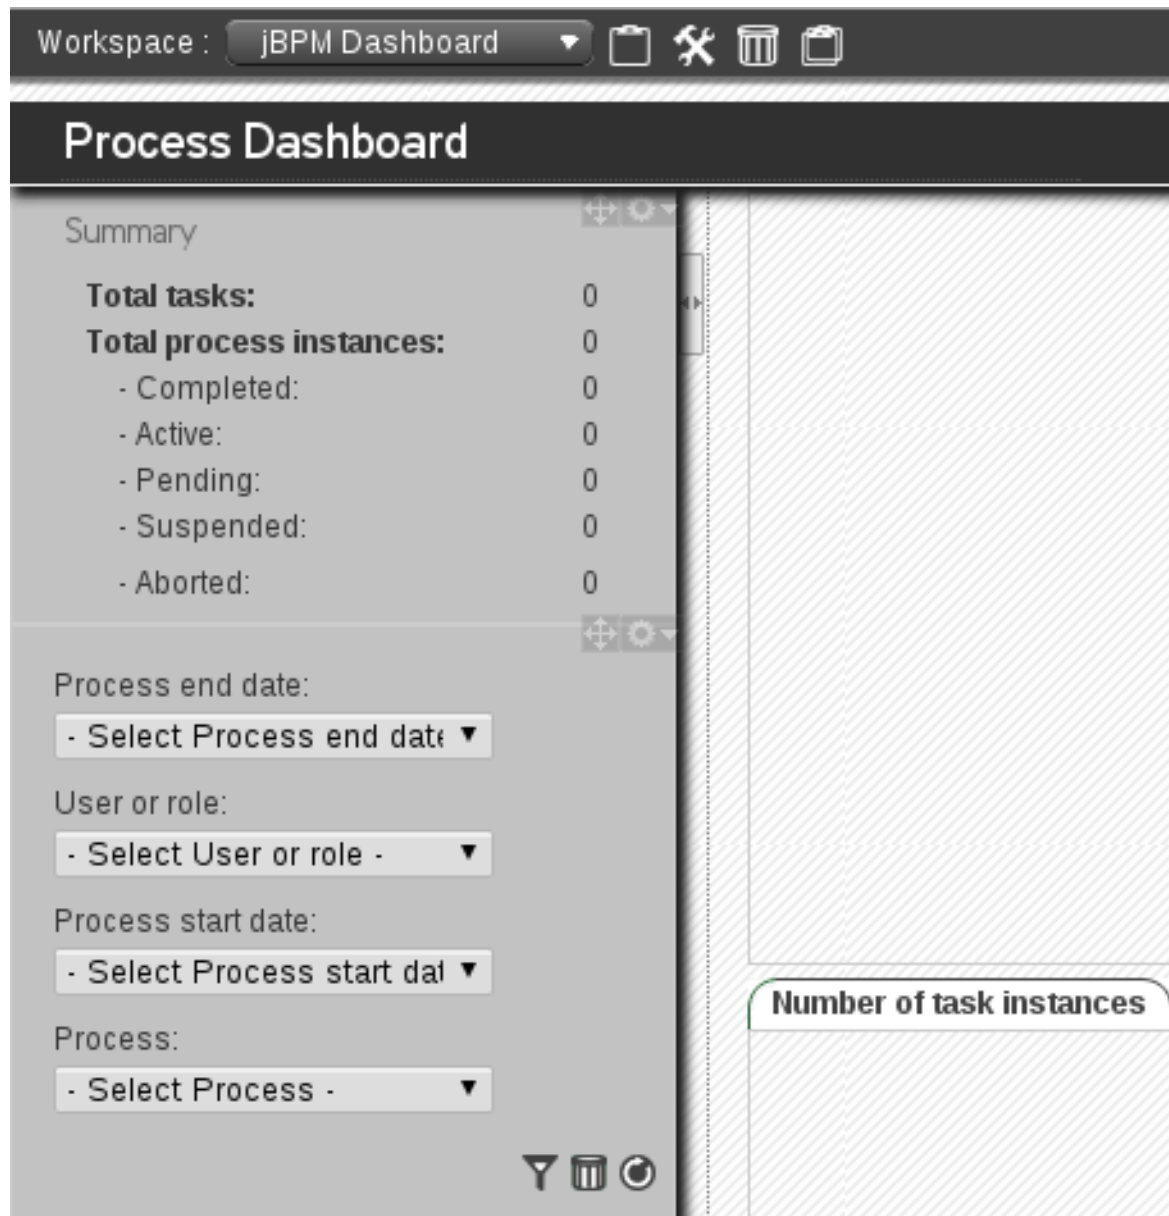 Workspace : jBPM Dashboard
Process Dashboard
Summary
Total tasks: 0
Total process instances: 0
- Completed: 0
- Active: 0
- Pending: 0
- Suspended: 0
- Aborted: 0
Process end date:
- Select Process end date
User or role:
- Select User or role -
Process start date:
- Select Process start dat
Process:
- Select Process -
Number of task instances